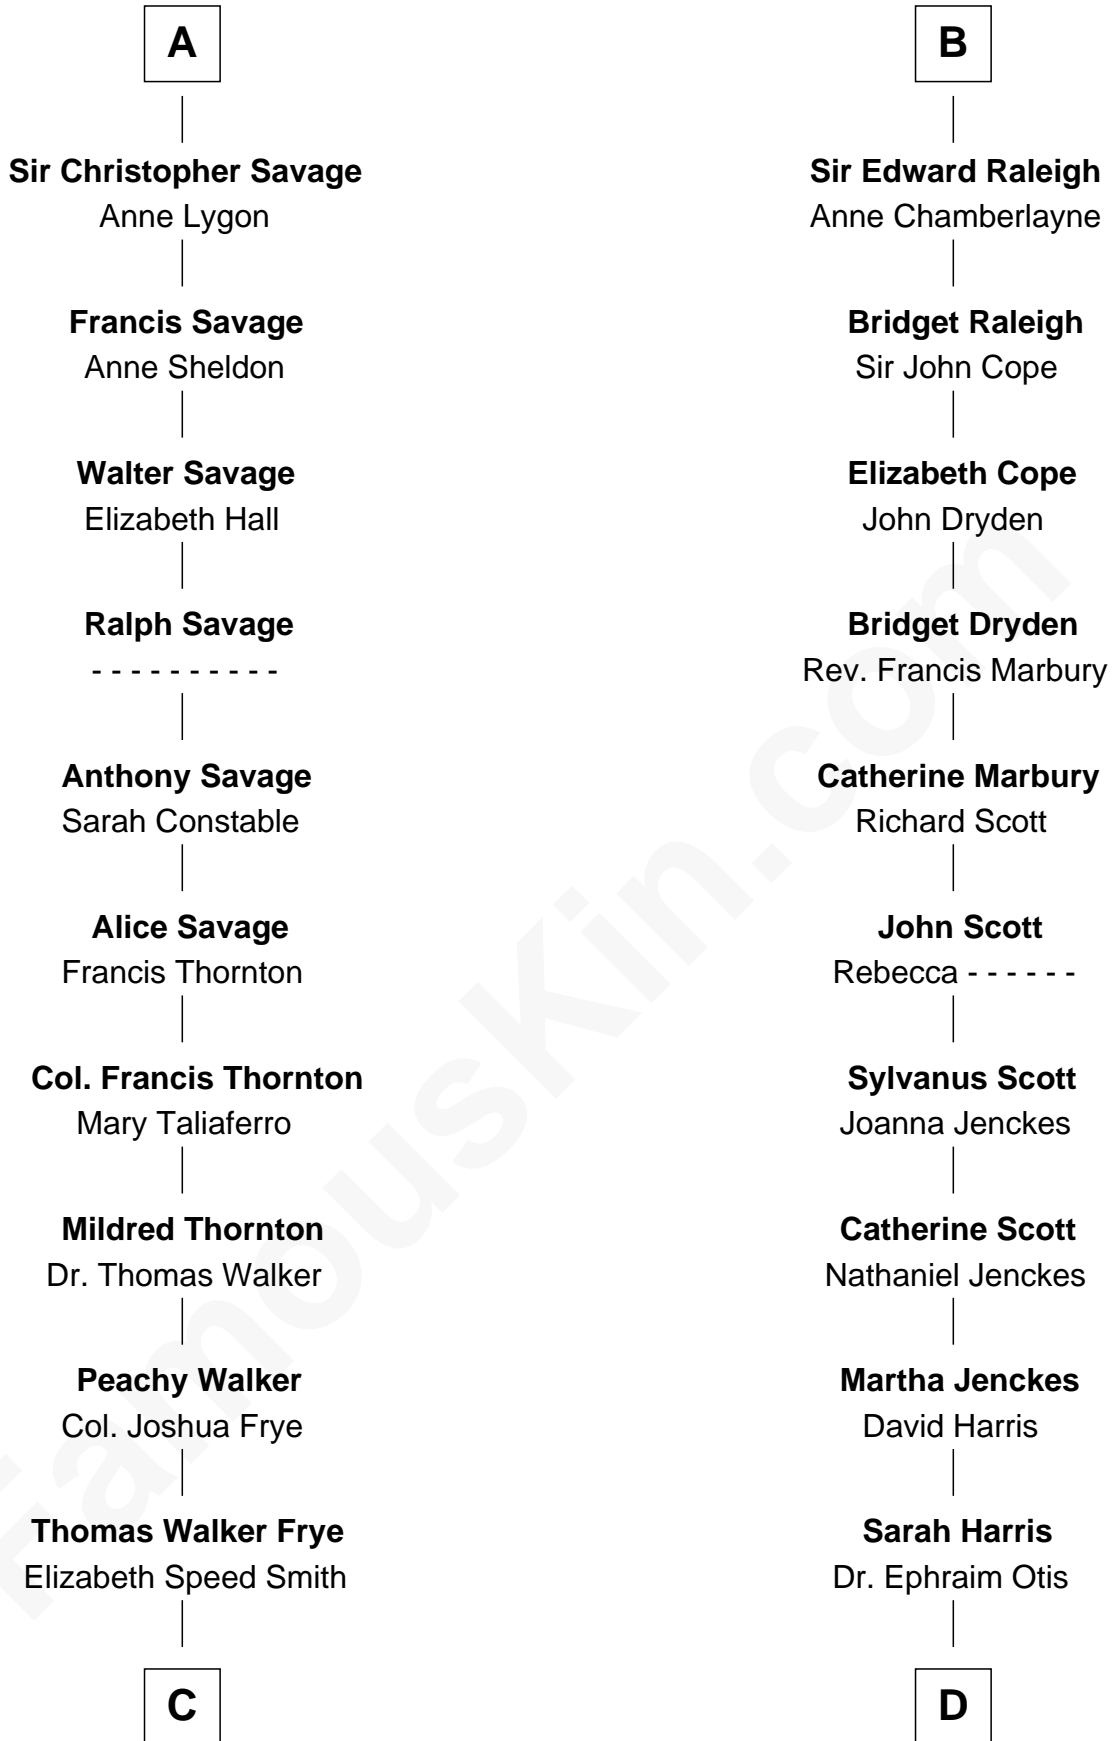 A
Sir Christopher Savage
Anne Lygon
Francis Savage
Anne Sheldon
Walter Savage
Elizabeth Hall
Ralph Savage
- - - - - - - - - -
Anthony Savage
Sarah Constable
Alice Savage
Francis Thornton
Col. Francis Thornton
Mary Taliaferro
Mildred Thornton
Dr. Thomas Walker
Peachy Walker
Col. Joshua Frye
Thomas Walker Frye
Elizabeth Speed Smith
C
B
Sir Edward Raleigh
Anne Chamberlayne
Bridget Raleigh
Sir John Cope
Elizabeth Cope
John Dryden
Bridget Dryden
Rev. Francis Marbury
Catherine Marbury
Richard Scott
John Scott
Rebecca - - - - - -
Sylvanus Scott
Joanna Jenckes
Catherine Scott
Nathaniel Jenckes
Martha Jenckes
David Harris
Sarah Harris
Dr. Ephraim Otis
D
FamousKin.com